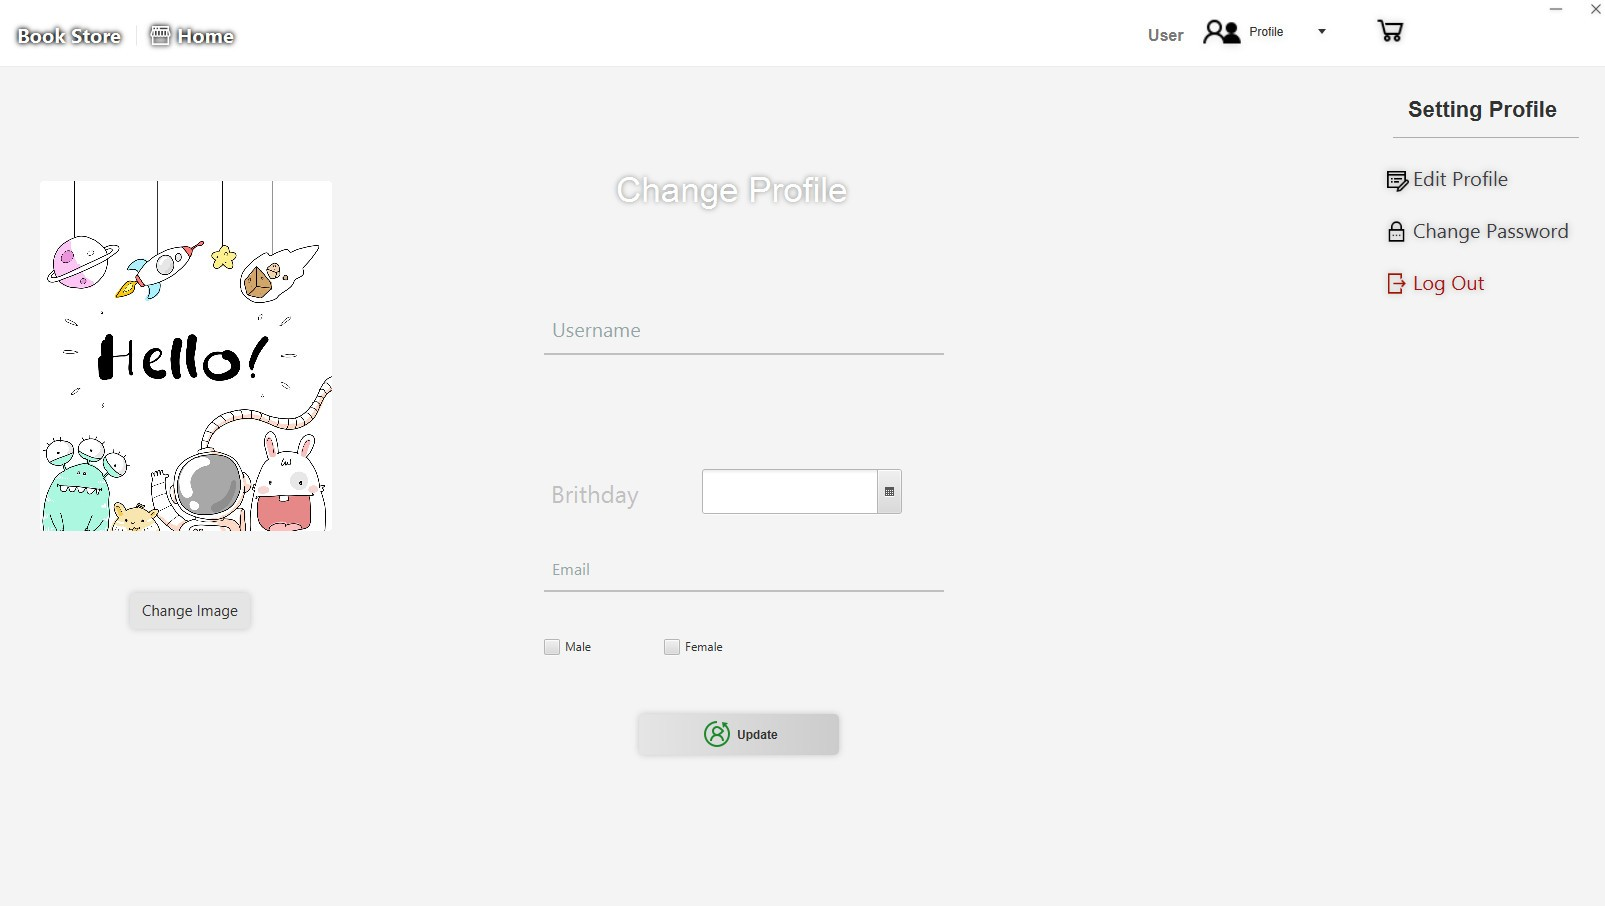 Book Store
Home
User
Profile
Setting Profile
Edit Profile
Change Password
Log Out
Hello!
Change Image
Change Profile
Username
Brithday
Email
Male
Female
Update